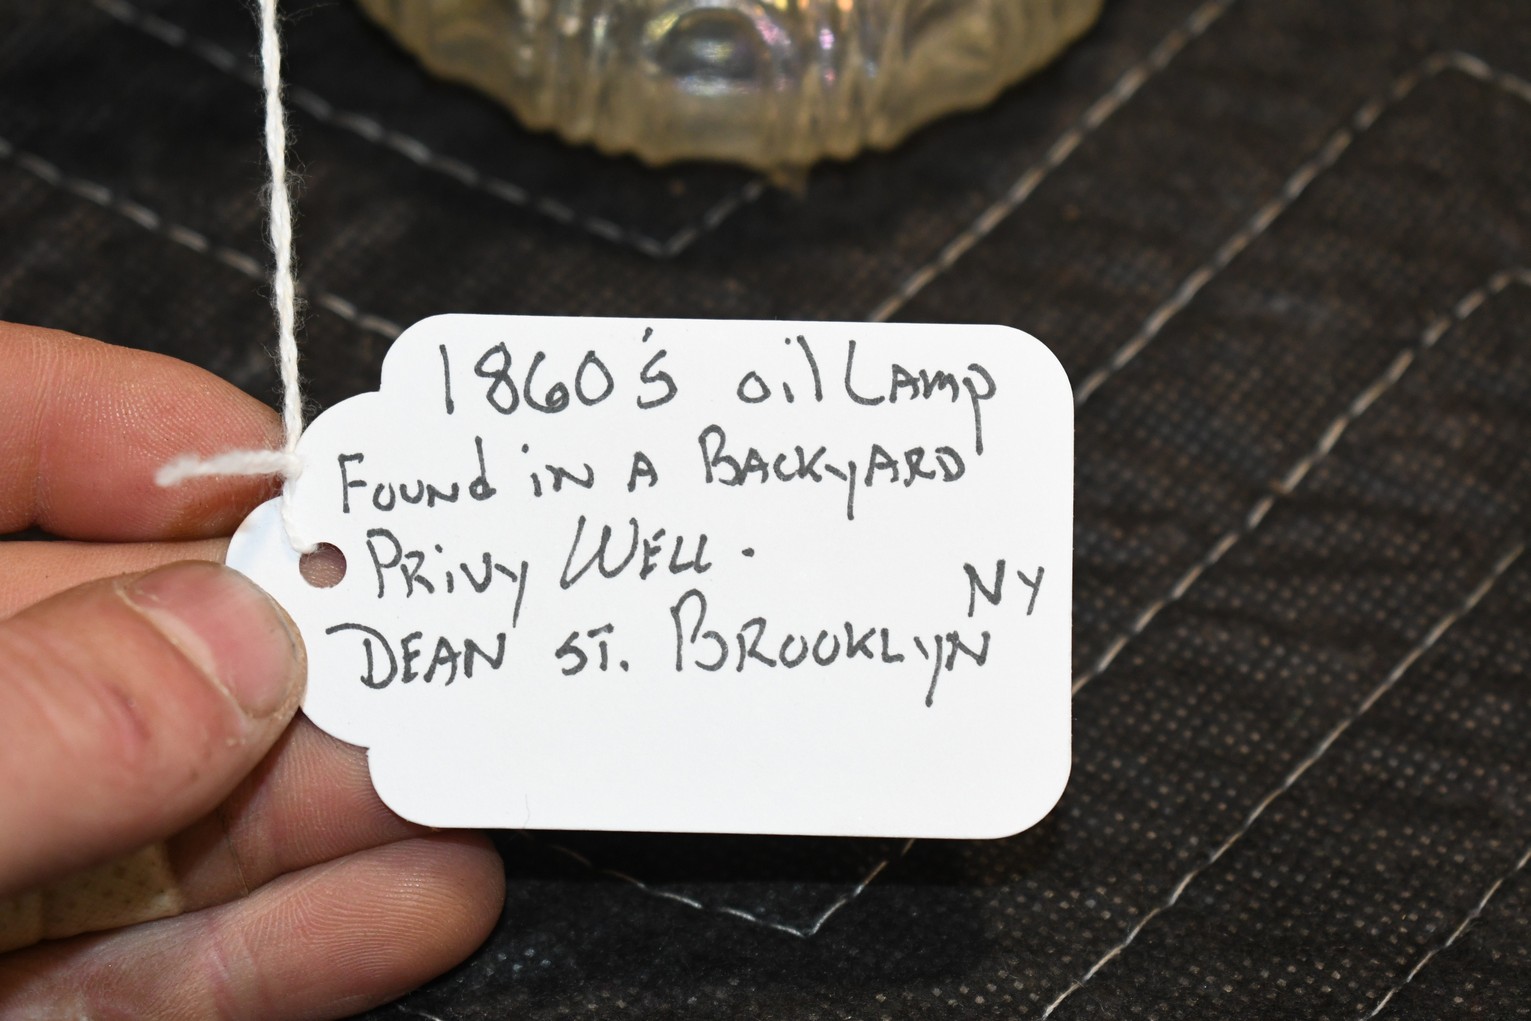 1860's oil Lamp
Found in A BACKyARD
PRivy WELL.
DEAN ST. BROOKLYN NY